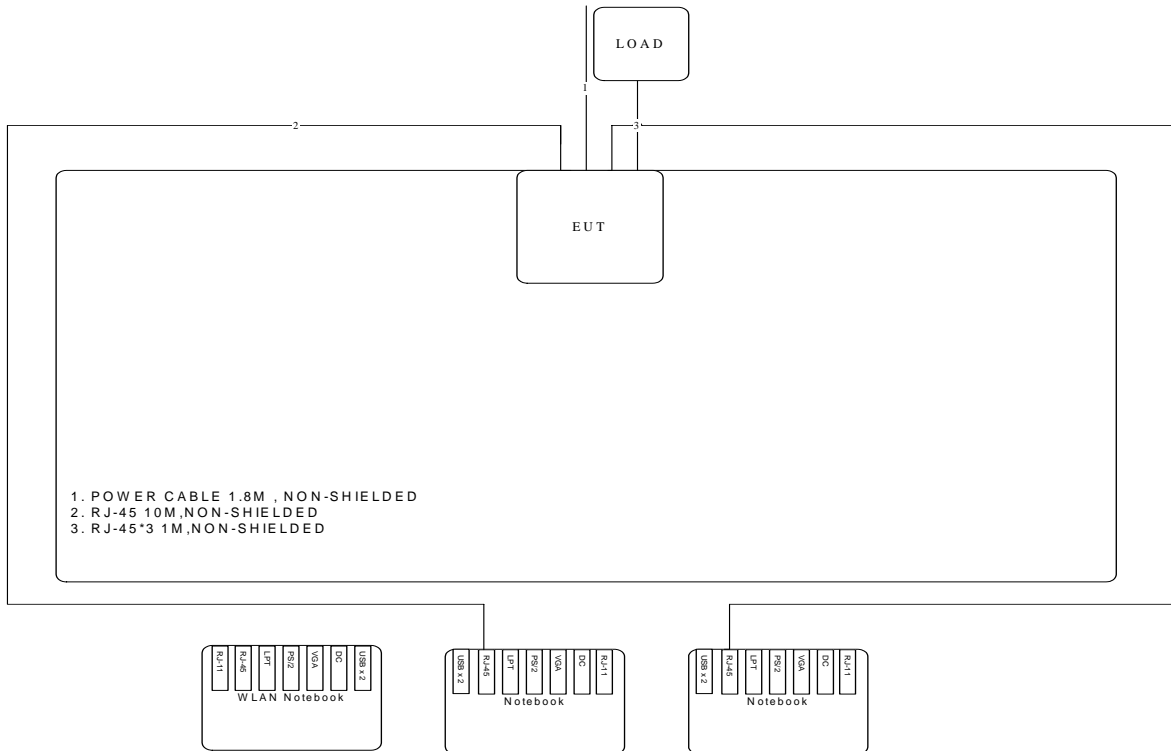 LOAD
1
2
3
EUT
1. POWER CABLE 1.8M , NON-SHIELDED
2. RJ-45 10M,NON-SHIELDED
3. RJ-45*3 1M,NON-SHIELDED
RJ-11 RJ-45 LPT PS/2 VGA DC USB x 2
WLAN Notebook
USB x 2 RJ-45 LPT PS/2 VGA DC RJ-11
Notebook
USB x 2 RJ-45 LPT PS/2 VGA DC RJ-11
Notebook